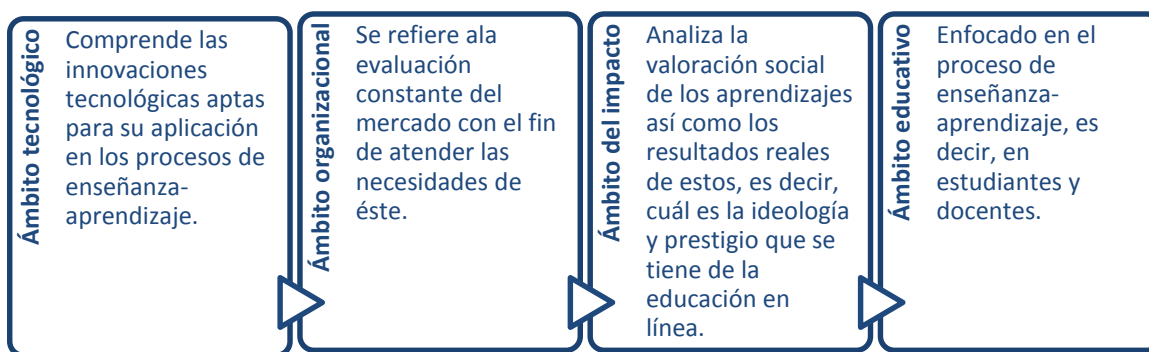 Ámbito tecnológico
Comprende las
innovaciones
tecnológicas aptas
para su aplicación
en los procesos de
enseñanza-
aprendizaje.
Ámbito organizacional
Se refiere ala
evaluación
constante del
mercado con el fin
de atender las
necesidades de
éste.
Ámbito del impacto
Analiza la
valoración social
de los aprendizajes
así como los
resultados reales
de estos, es decir,
cuál es la ideología
y prestigio que se
tiene de la
educación en
línea.
Ámbito educativo
Enfocado en el
proceso de
enseñanza-
aprendizaje, es
decir, en
estudiantes y
docentes.